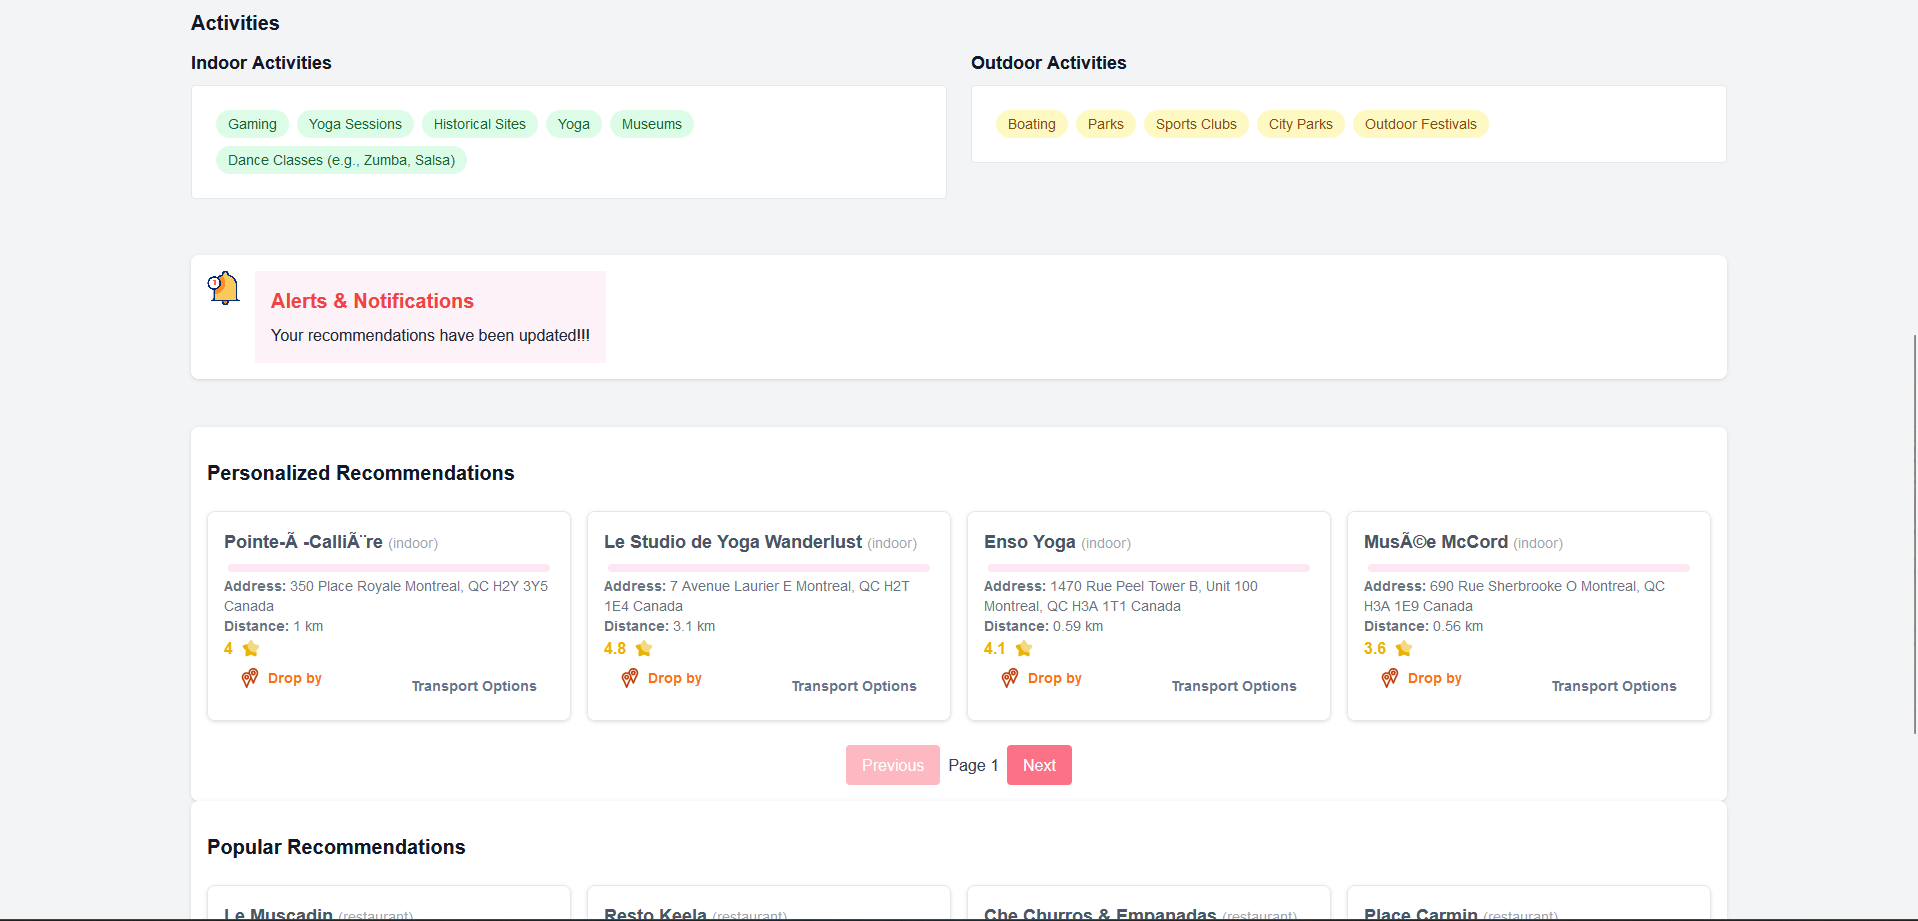 Activities
Indoor Activities
Outdoor Activities
Gaming Yoga Sessions Historical Sites Yoga Museums
Dance Classes (e.g., Zumba, Salsa)
Boating Parks Sports Clubs City Parks Outdoor Festivals
1
Alerts & Notifications
Your recommendations have been updated!!!
Personalized Recommendations
Pointe-Ã -CalliÃ¨re (indoor)
Address: 350 Place Royale Montreal, QC H2Y 3Y5
Canada
Distance: 1 km
4
Drop by
Transport Options
Le Studio de Yoga Wanderlust (indoor)
Address: 7 Avenue Laurier E Montreal, QC H2T
1E4 Canada
Distance: 3.1 km
4.8
Drop by
Transport Options
Enso Yoga (indoor)
Address: 1470 Rue Peel Tower B, Unit 100
Montreal, QC H3A 1T1 Canada
Distance: 0.59 km
4.1
Drop by
Transport Options
MusÃ©e McCord (indoor)
Address: 690 Rue Sherbrooke O Montreal, QC
H3A 1E9 Canada
Distance: 0.56 km
3.6
Drop by
Transport Options
Previous Page 1 Next
Popular Recommendations
Le Muscadin (restaurant)
Resto Keela (restaurant)
Che Churros & Empanadas (restaurant)
Place Carmin (restaurant)